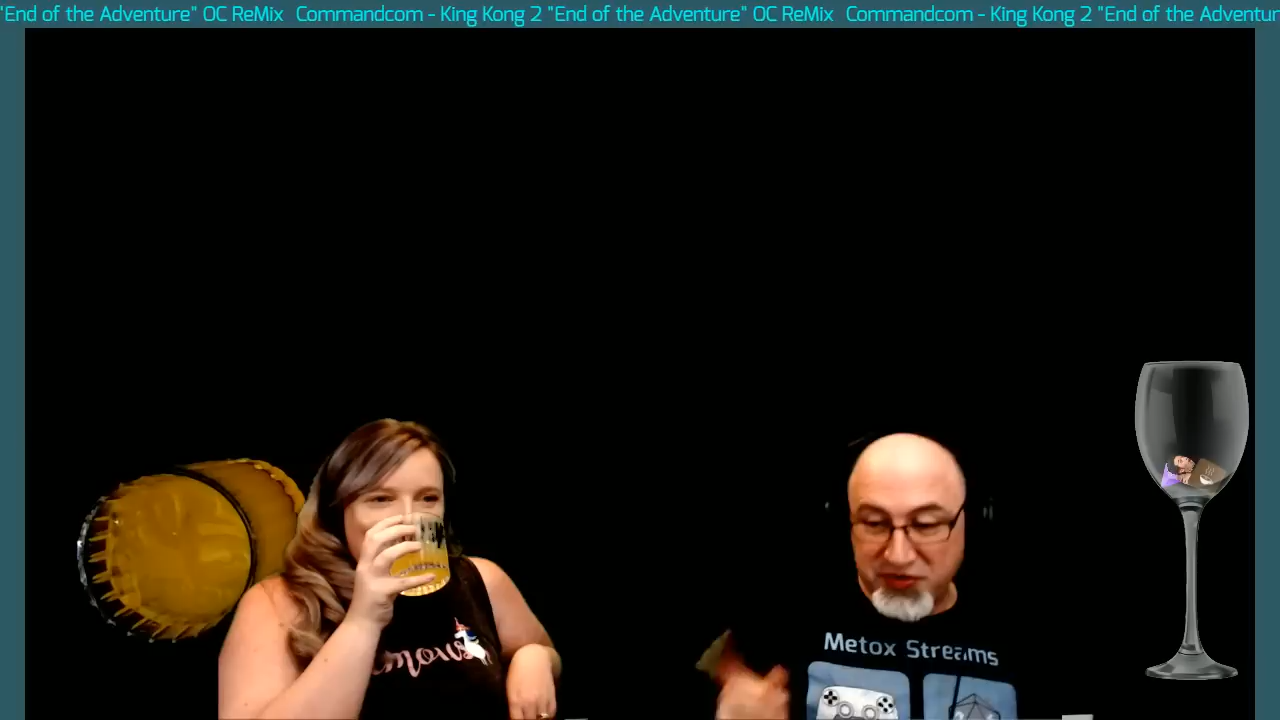 "End of the Adventure" OC ReMix Commandcom - King Kong 2 "End of the Adventure" OC ReMix Commandcom - King Kong 2 "End of the Adventur
Metox Streams